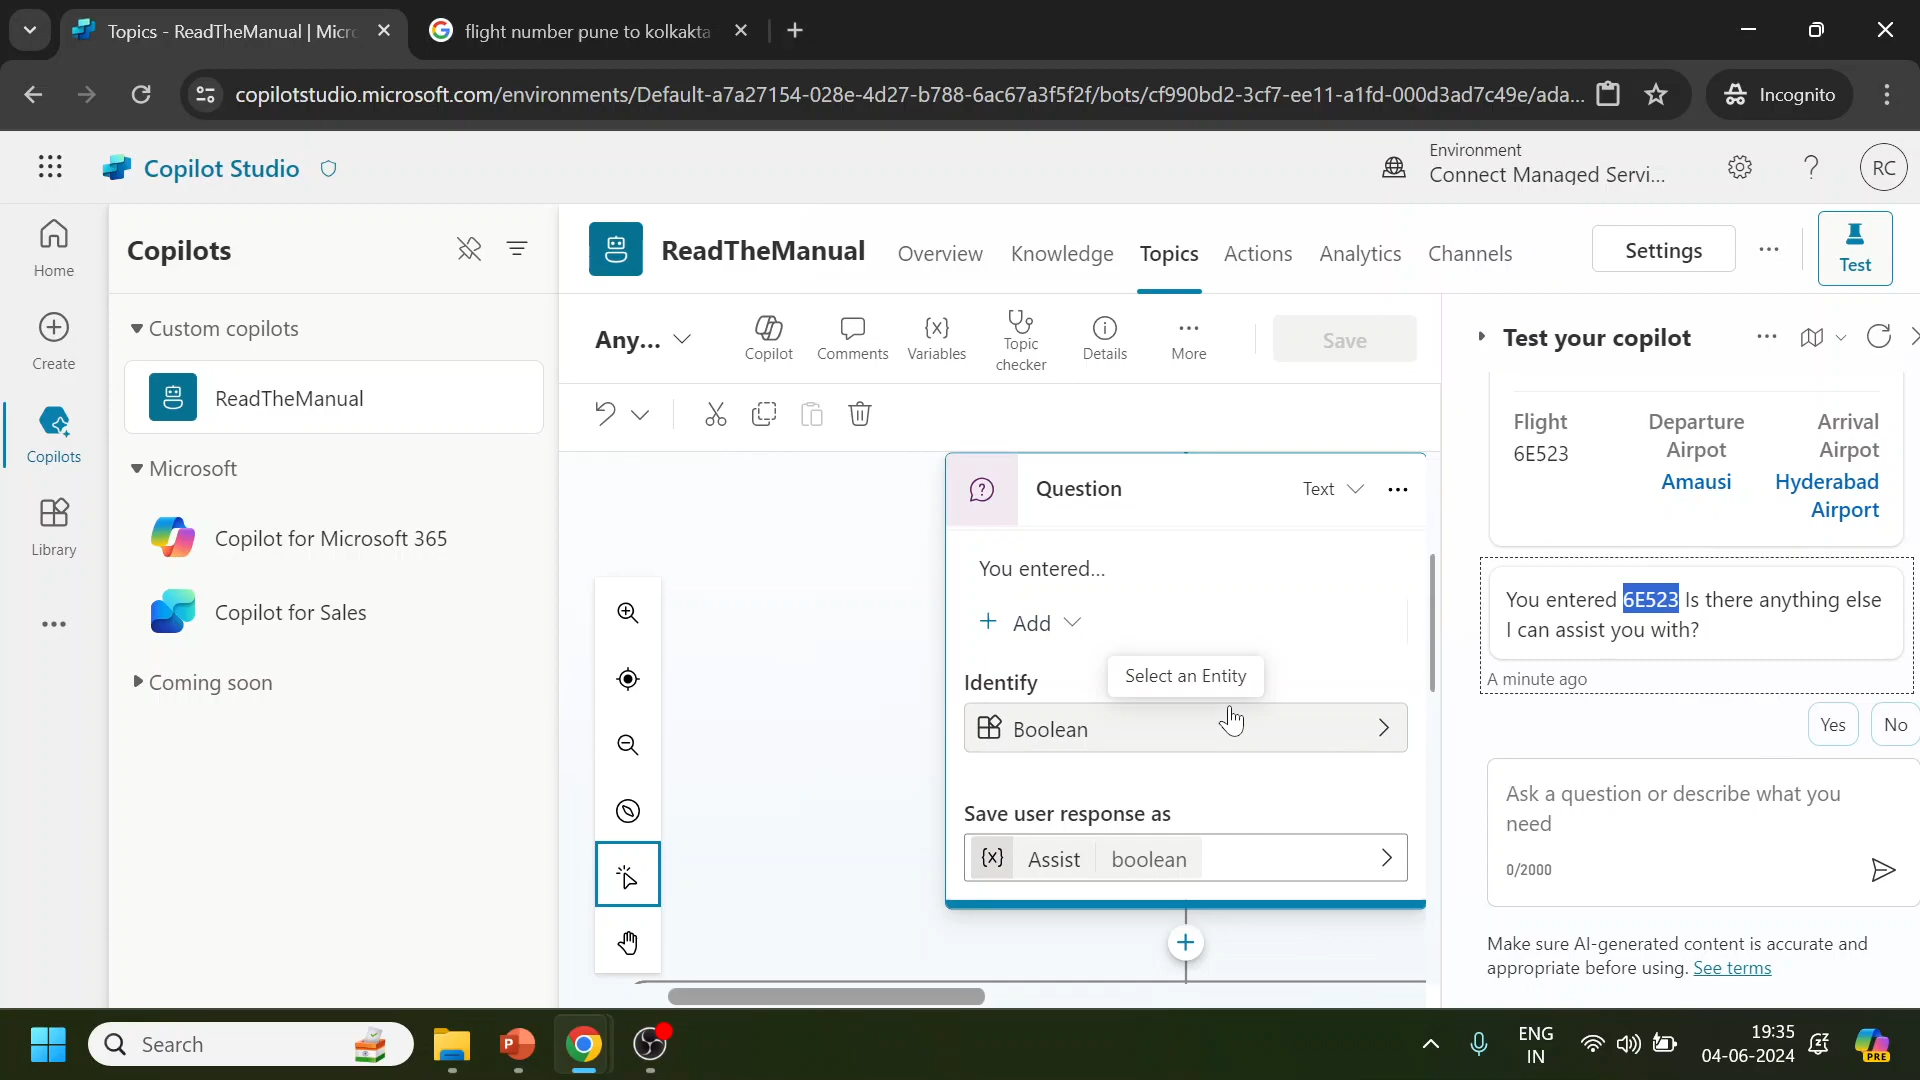 Topics - ReadTheManual | Micr
flight number pune to kolkakta
copilotstudio.microsoft.com/environments/Default-a7a27154-028e-4d27-b788-6ac67a3f5f2f/bots/cf990bd2-3cf7-ee11-a1fd-000d3ad7c49e/ada...
Incognito
Copilot Studio
Environment
Connect Managed Servi...
RC
Home
Create
Copilots
Library
Copilots
Custom copilots
ReadTheManual
Microsoft
Copilot for Microsoft 365
Copilot for Sales
Coming soon
ReadTheManual
Overview
Knowledge
Topics
Actions
Analytics
Channels
Settings
Test
Any...
Copilot
Comments
Variables
Topic
checker
Details
More
Save
Question
Text
You entered...
Add
Identify
Select an Entity
Boolean
Save user response as
{x} Assist boolean
Test your copilot
Flight
6E523
Departure
Airpot
Amausi
Arrival
Airpot
Hyderabad
Airport
You entered 6E523 Is there anything else
I can assist you with?
A minute ago
Yes
No
Ask a question or describe what you
need
0/2000
Make sure AI-generated content is accurate and
appropriate before using. See terms
Search
ENG
IN
19:35
04-06-2024
PRE